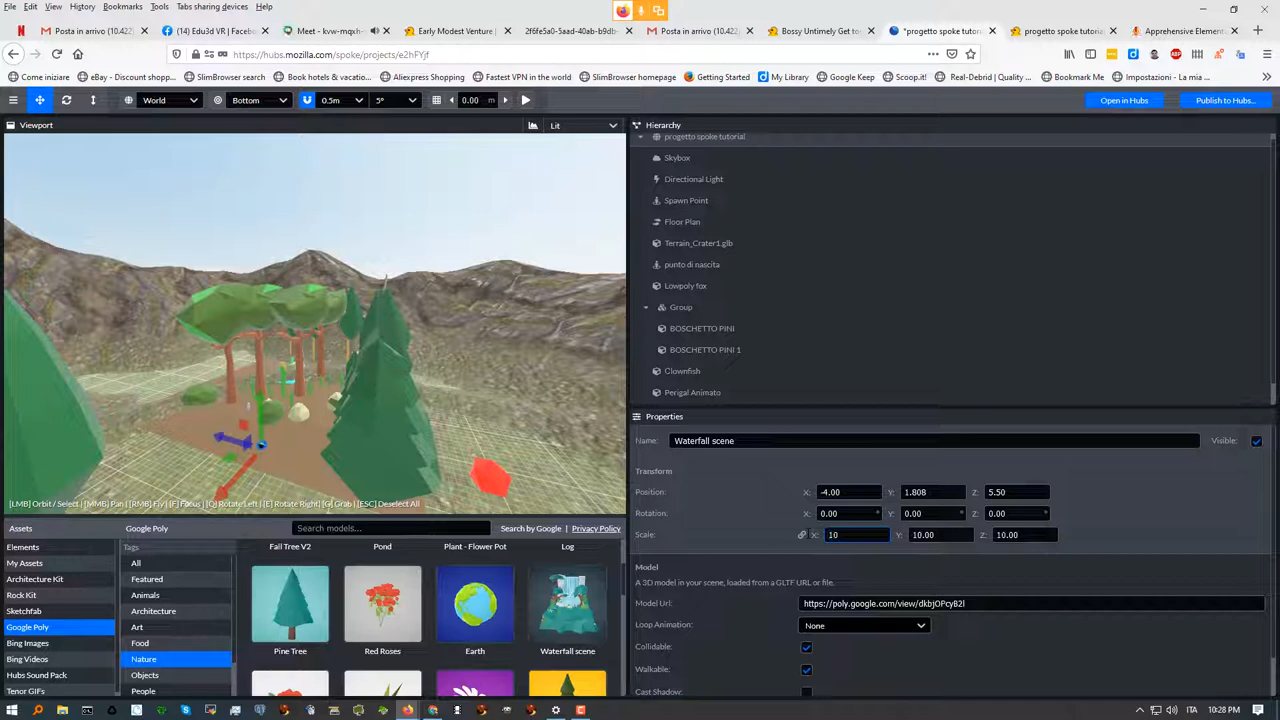 File Edit View History Bookmarks Tools Tabs sharing devices Help
Posta in arrivo (10.422
(2) Edu3d VR | Facebo
Meet - kvw-mqxh-
Early Modest Venture |
2f6fe5a0-5aad-40ab-b9db-
Posta in arrivo (10.422
Bossy Untimely Get to
"progetto spoke tutor
progetto spoke tutoria
Apprehensive Element
https://hubs.mozilla.com/spoke/projects/e2hFYjf
Come iniziare eBay - Discount shopp... SlimBrowser search Book hotels & vacatio... Aliexpress Shopping Fastest VPN in the world SlimBrowser homepage Getting Started My Library Google Keep Scoop.it! Real-Debrid | Quality ... Bookmark Me Impostazioni - La mia ...
World Bottom 0.5m 5° 0.00 m Open in Hubs Publish to Hubs...
Viewport Lit
Hierarchy
progetto spoke tutorial
Skybox
Directional Light
Spawn Point
Floor Plan
Terrain_Crater1.glb
punto di nascita
Lowpoly fox
Group
BOSCHETTO PINI
BOSCHETTO PINI 1
Clownfish
Perigal Animato
Properties
Name: Waterfall scene Visible:
Transform
Position: X: -4.00 Y: 1.808 Z: 5.50
Rotation: X: 0.00 ° Y: 0.00 ° Z: 0.00 °
Scale: X: 10 Y: 10.00 Z: 10.00
Model
A 3D model in your scene, loaded from a GLTF URL or file.
Model Url: https://poly.google.com/view/dkbjOPcyB2l
Loop Animation: None
Collidable:
Walkable:
Cast Shadow:
[LMB] Orbit / Select | [MMB] Pan | [RMB] Fly | [F] Focus | [Q] Rotate Left | [E] Rotate Right | [G] Grab | [ESC] Deselect All
Assets
Google Poly
Search models...
Search by Google | Privacy Policy
Elements
My Assets
Architecture Kit
Rock Kit
Sketchfab
Google Poly
Bing Images
Bing Videos
Hubs Sound Pack
Tenor GIFs
Tags
All
Featured
Animals
Architecture
Art
Food
Nature
Objects
People
Fall Tree V2 Pond Plant - Flower Pot Log
Pine Tree Red Roses Earth Waterfall scene
ITA 10:28 PM